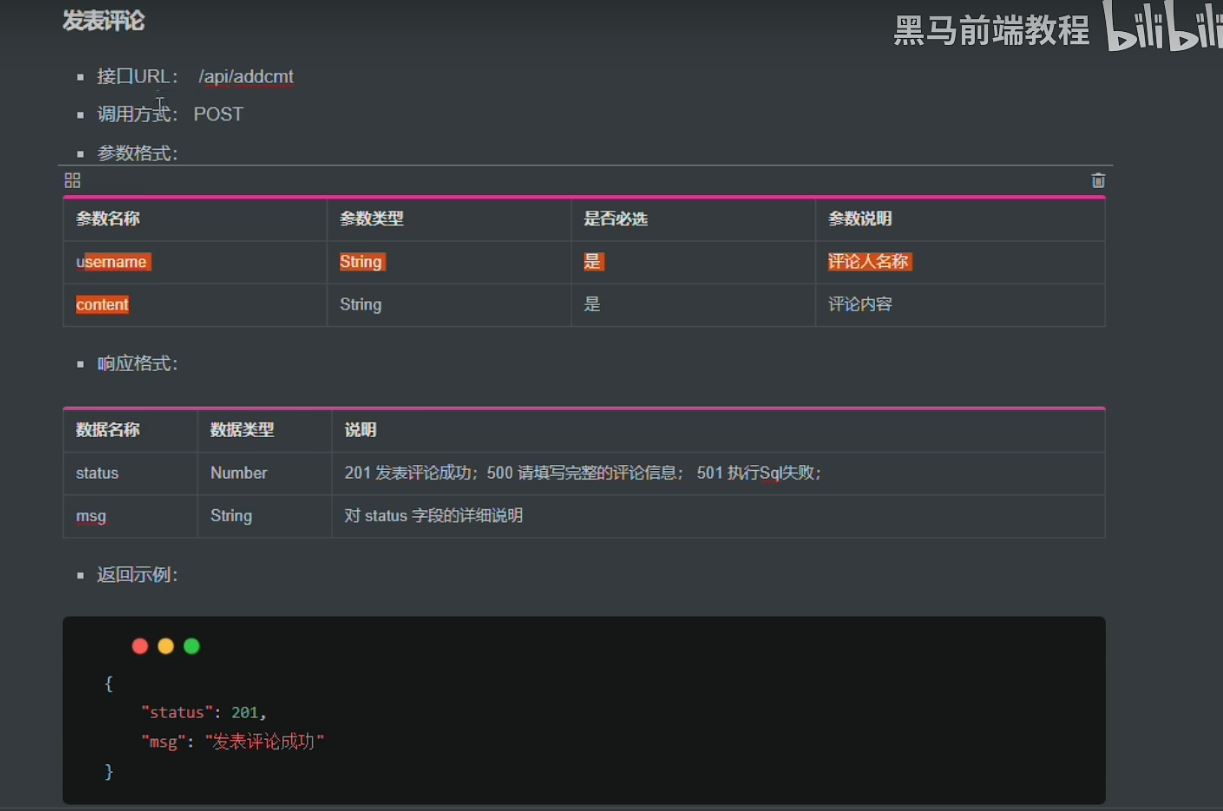 发表评论
黑马前端教程 bilibili
接口URL： /api/addcmt
调用方式： POST
参数格式：
参数名称 参数类型 是否必选 参数说明
username String 是 评论人名称
content String 是 评论内容
响应格式：
数据名称 数据类型 说明
status Number 201 发表评论成功；500 请填写完整的评论信息； 501 执行Sql失败；
msg String 对 status 字段的详细说明
返回示例：
{
"status": 201,
"msg": "发表评论成功"
}